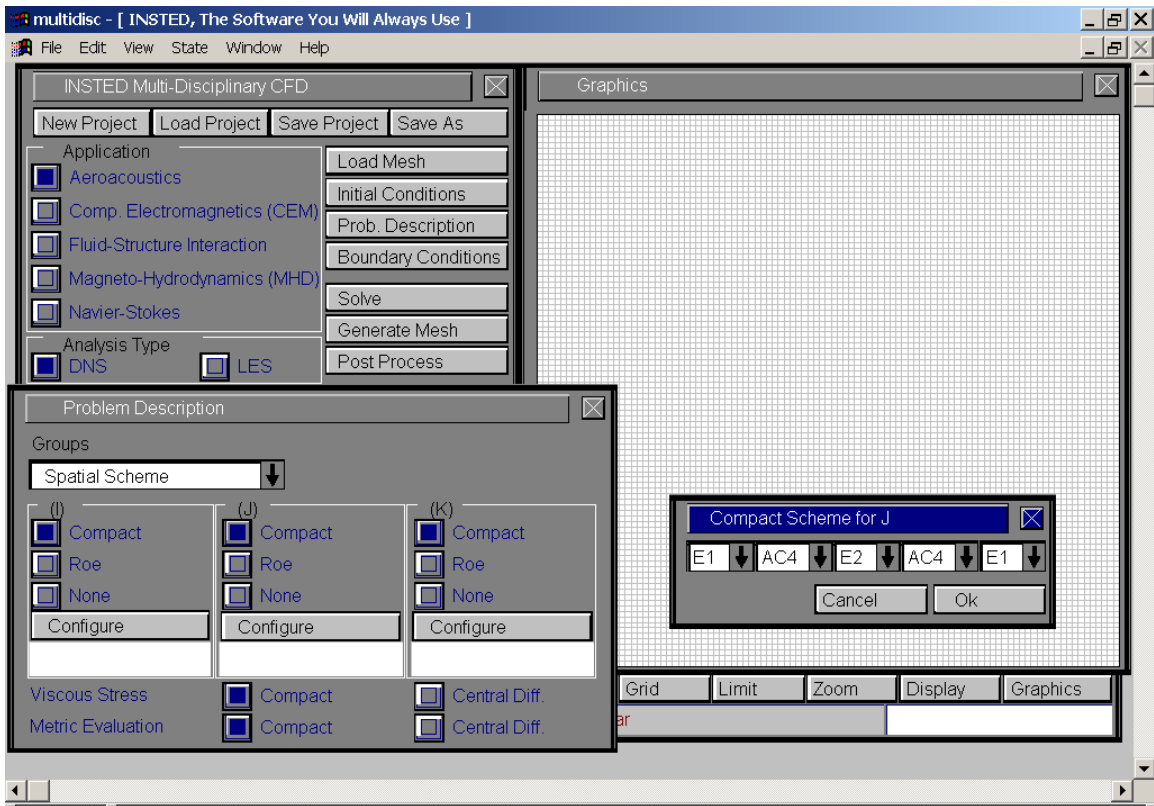 multidisc - [ INSTED, The Software You Will Always Use ]
File Edit View State Window Help
INSTED Multi-Disciplinary CFD
New Project Load Project Save Project Save As
Application
Aeroacoustics
Comp. Electromagnetics (CEM)
Fluid-Structure Interaction
Magneto-Hydrodynamics (MHD)
Navier-Stokes
Analysis Type
DNS LES
Load Mesh
Initial Conditions
Prob. Description
Boundary Conditions
Solve
Generate Mesh
Post Process
Graphics
Problem Description
Groups
Spatial Scheme
(I) (J) (K)
Compact Compact Compact
Roe Roe Roe
None None None
Configure Configure Configure
Viscous Stress Compact Central Diff.
Metric Evaluation Compact Central Diff.
Compact Scheme for J
E1 AC4 E2 AC4 E1
Cancel Ok
Grid Limit Zoom Display Graphics
ar